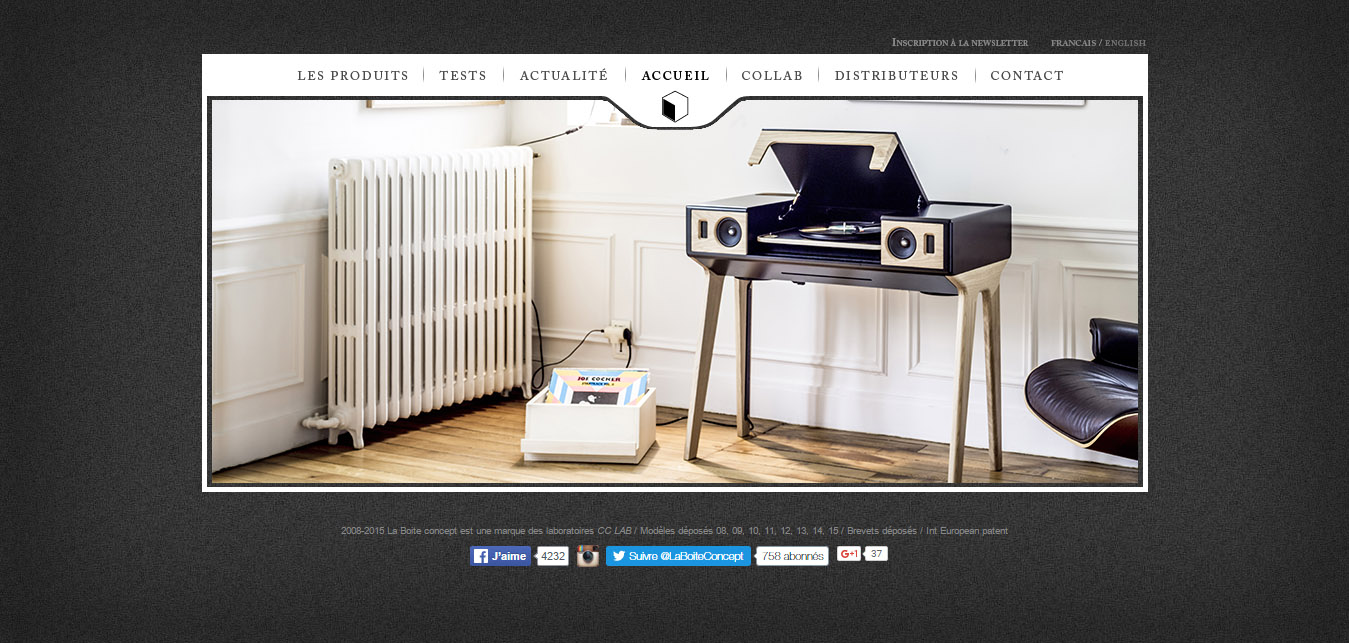 Inscription à la newsletter francais / english
LES PRODUITS TESTS ACTUALITÉ ACCUEIL COLLAB DISTRIBUTEURS CONTACT
JOE COCKER
2008-2015 La Boite concept est une marque des laboratoires CC LAB / Modèles déposés 08, 09, 10, 11, 12, 13, 14, 15 / Brevets déposés / Int European patent
J'aime 4232 Suivre @LaBoiteConcept 758 abonnés G+1 37